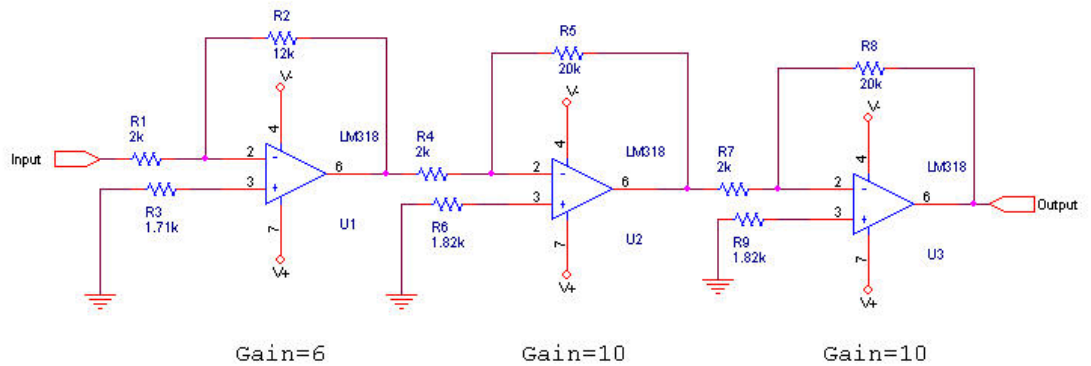 R2
12k
V-
4
R1
2k
LM318
Input
2
-
6
3
+
R3
1.71k
U1
7
V+
R5
20k
V-
4
R4
2k
LM318
2
-
6
3
+
R6
1.82k
U2
7
V+
R8
20k
V-
4
R7
2k
LM318
2
-
6
Output
3
+
R9
1.82k
U3
7
V+
Gain=6
Gain=10
Gain=10